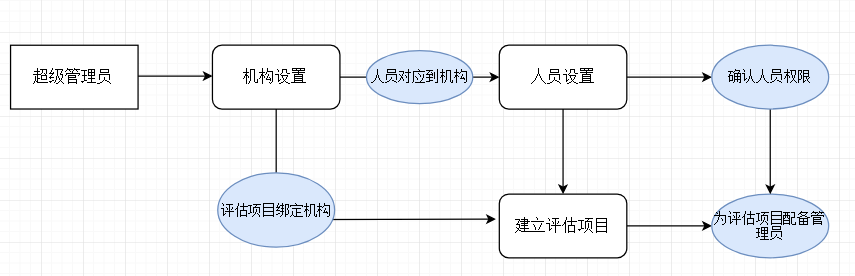 超级管理员
机构设置
人员对应到机构
人员设置
确认人员权限
评估项目绑定机构
建立评估项目
为评估项目配备管
理员